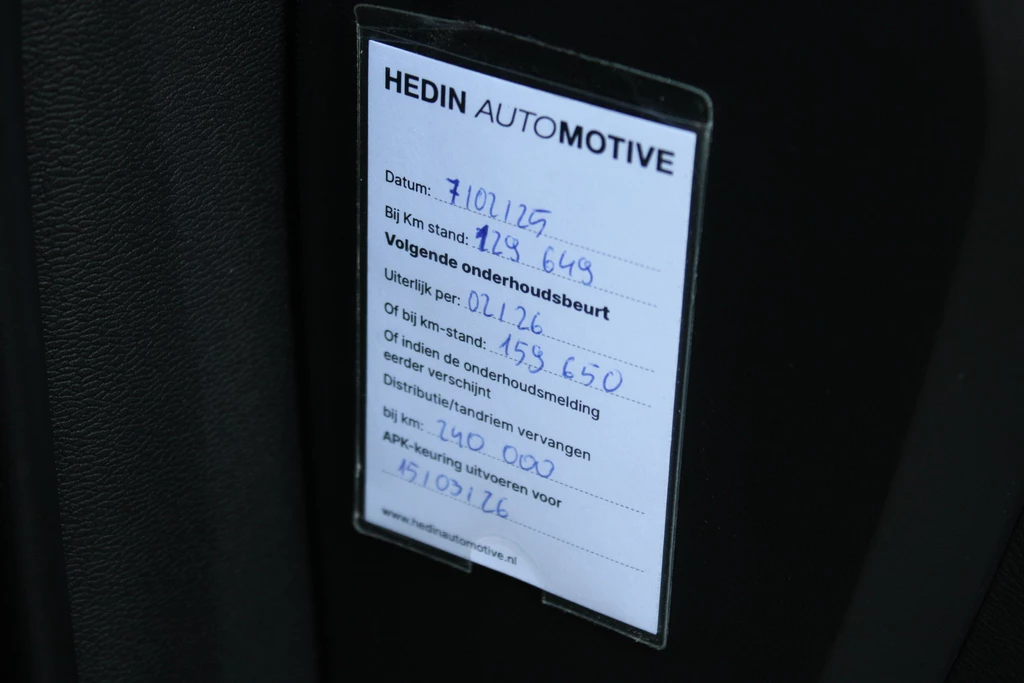 HEDIN AUTOMOTIVE
Datum: 7/02/25
Bij Km stand: 129 649
Volgende onderhoudsbeurt
Uiterlijk per: 02/26
Of bij km-stand: 159 650
Of indien de onderhoudsmelding
eerder verschijnt
Distributie/tandriem vervangen
bij km: 240 000
APK-keuring uitvoeren voor
15/03/26
www.hedinautomotive.nl